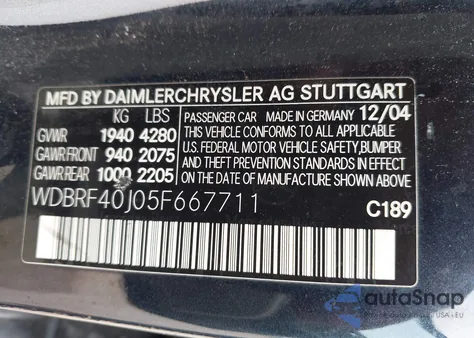 MFD BY DAIMLERCHRYSLER AG STUTTGART
KG LBS
GVWR 1940 4280
GAWR FRONT 940 2075
GAWR REAR 1000 2205
PASSENGER CAR MADE IN GERMANY 12/04
THIS VEHICLE CONFORMS TO ALL APPLICABLE
U.S. FEDERAL MOTOR VEHICLE SAFETY, BUMPER
AND THEFT PREVENTION STANDARDS IN EFFECT
ON THE DATE OF MANUFACTURE SHOWN ABOVE.
WDBRF40J05F667711
C189
autoSnap